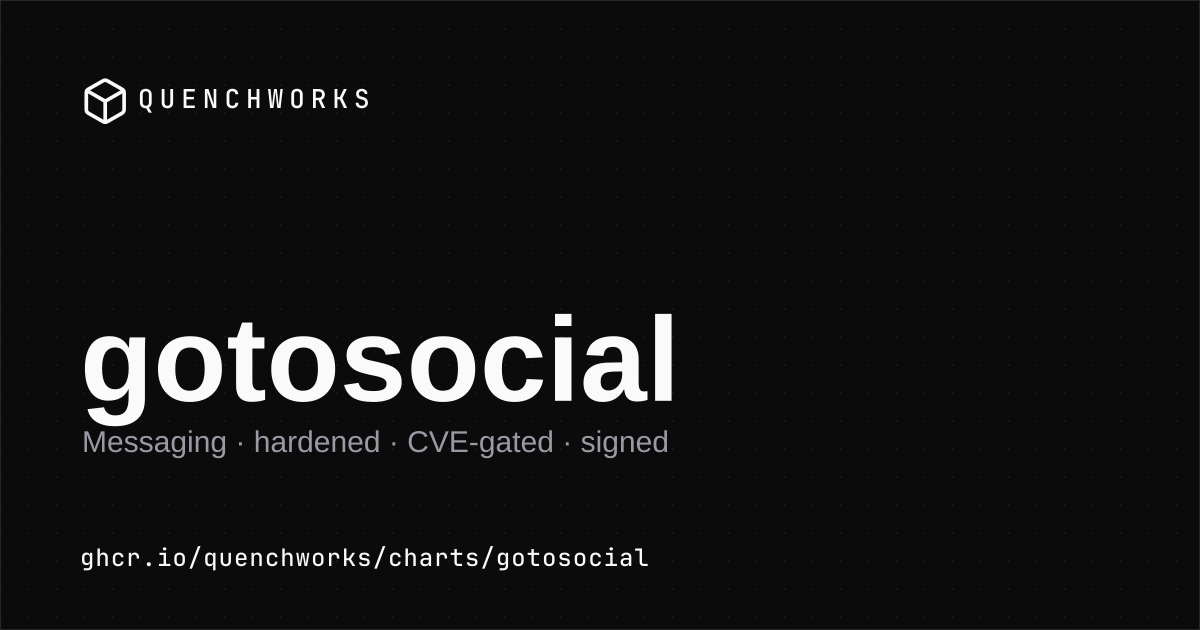 QUENCHWORKS
gotosocial
Messaging · hardened · CVE-gated · signed
ghcr.io/quenchworks/charts/gotosocial